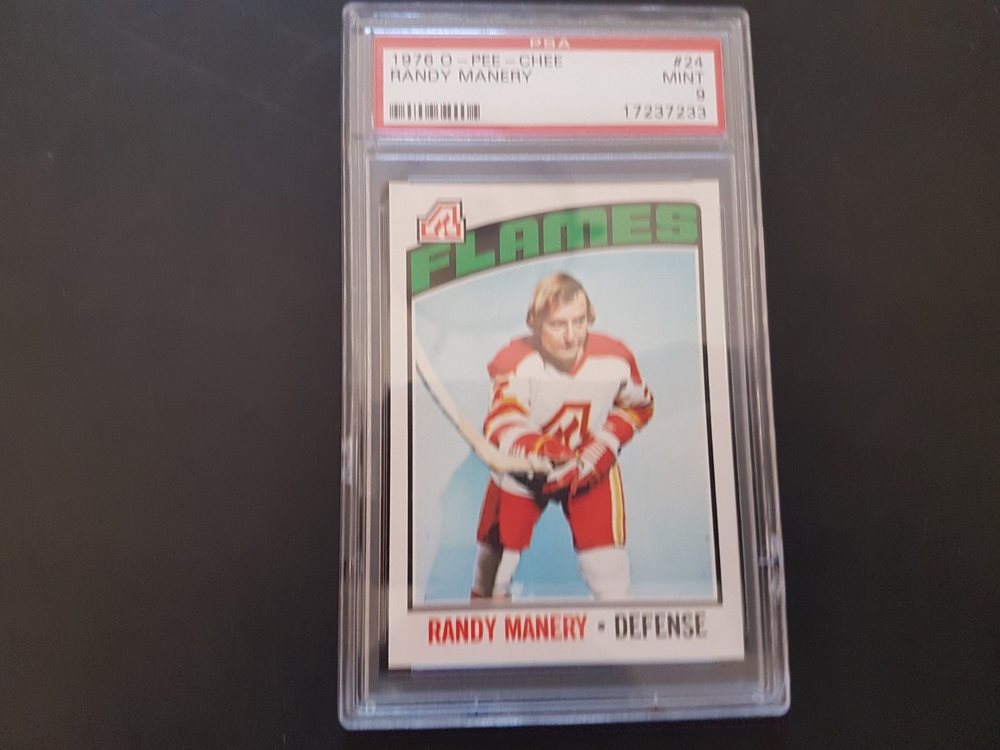 PSA
1976 O-PEE-CHEE #24
RANDY MANERY MINT
9
17237233
FLAMES
RANDY MANERY • DEFENSE